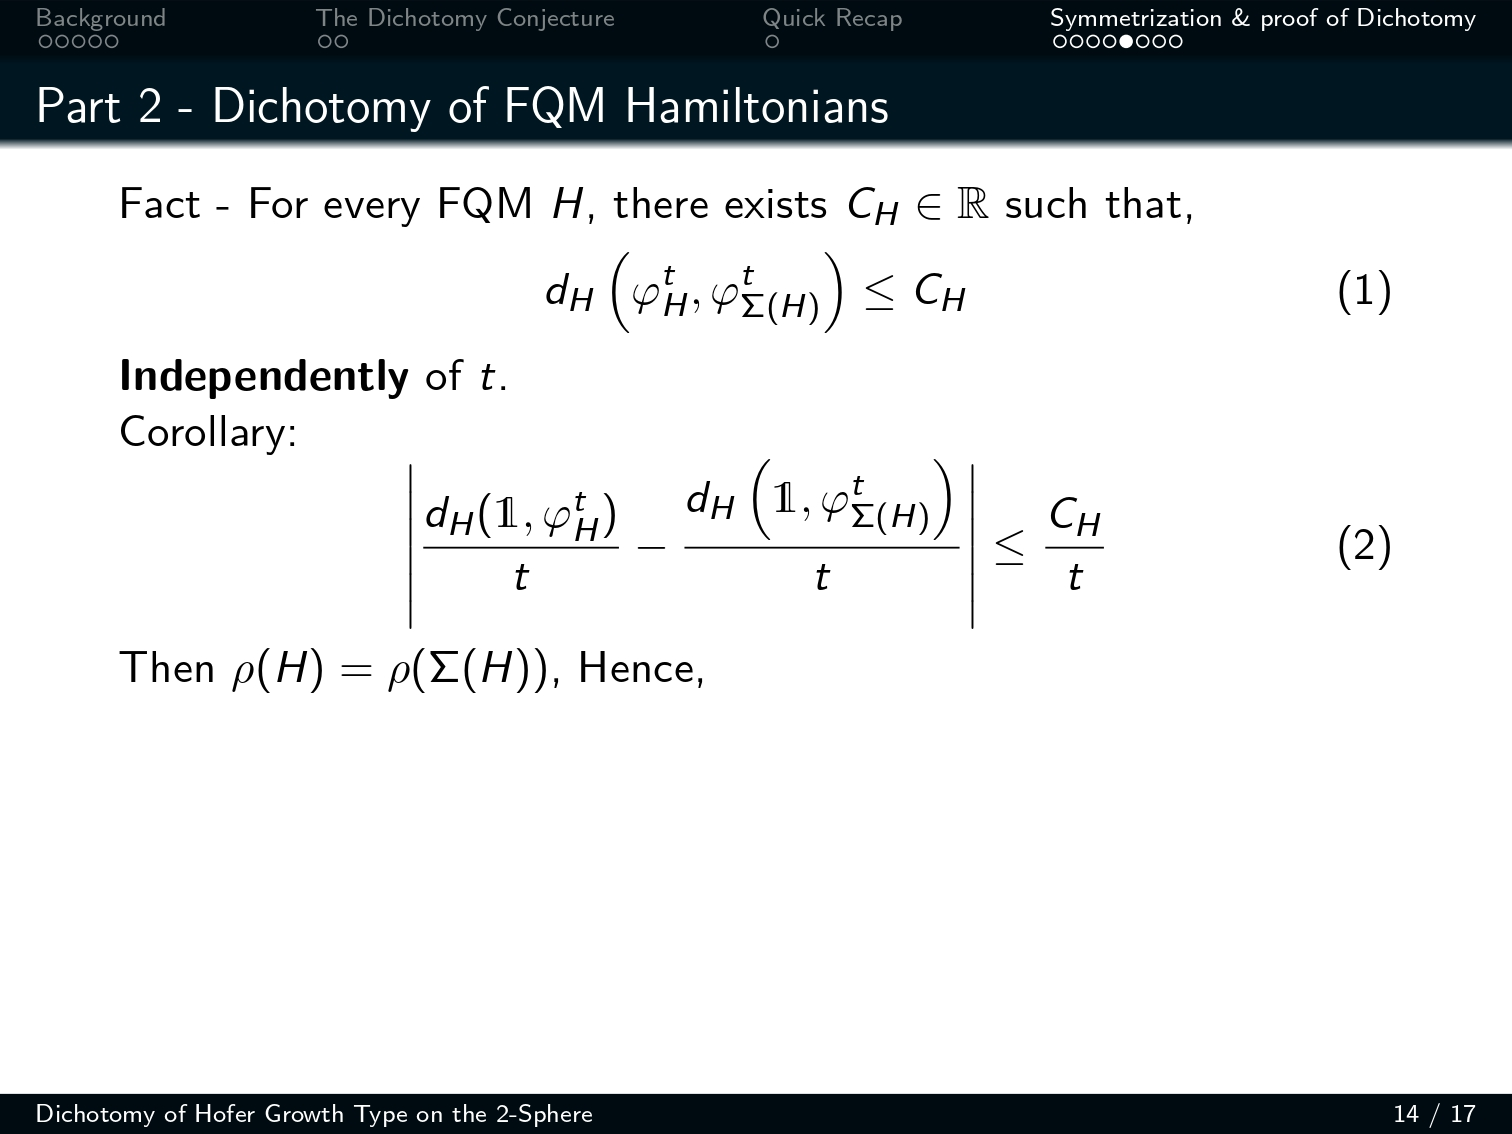 Background The Dichotomy Conjecture Quick Recap Symmetrization & proof of Dichotomy
Part 2 - Dichotomy of FQM Hamiltonians
Fact - For every FQM H, there exists C_H ∈ ℝ such that,
d_H (φ^t_H, φ^t_{Σ(H)}) ≤ C_H (1)
Independently of t.
Corollary:
| d_H(𝟙, φ^t_H) / t − d_H (𝟙, φ^t_{Σ(H)}) / t | ≤ C_H / t (2)
Then ρ(H) = ρ(Σ(H)), Hence,
Dichotomy of Hofer Growth Type on the 2-Sphere 14 / 17